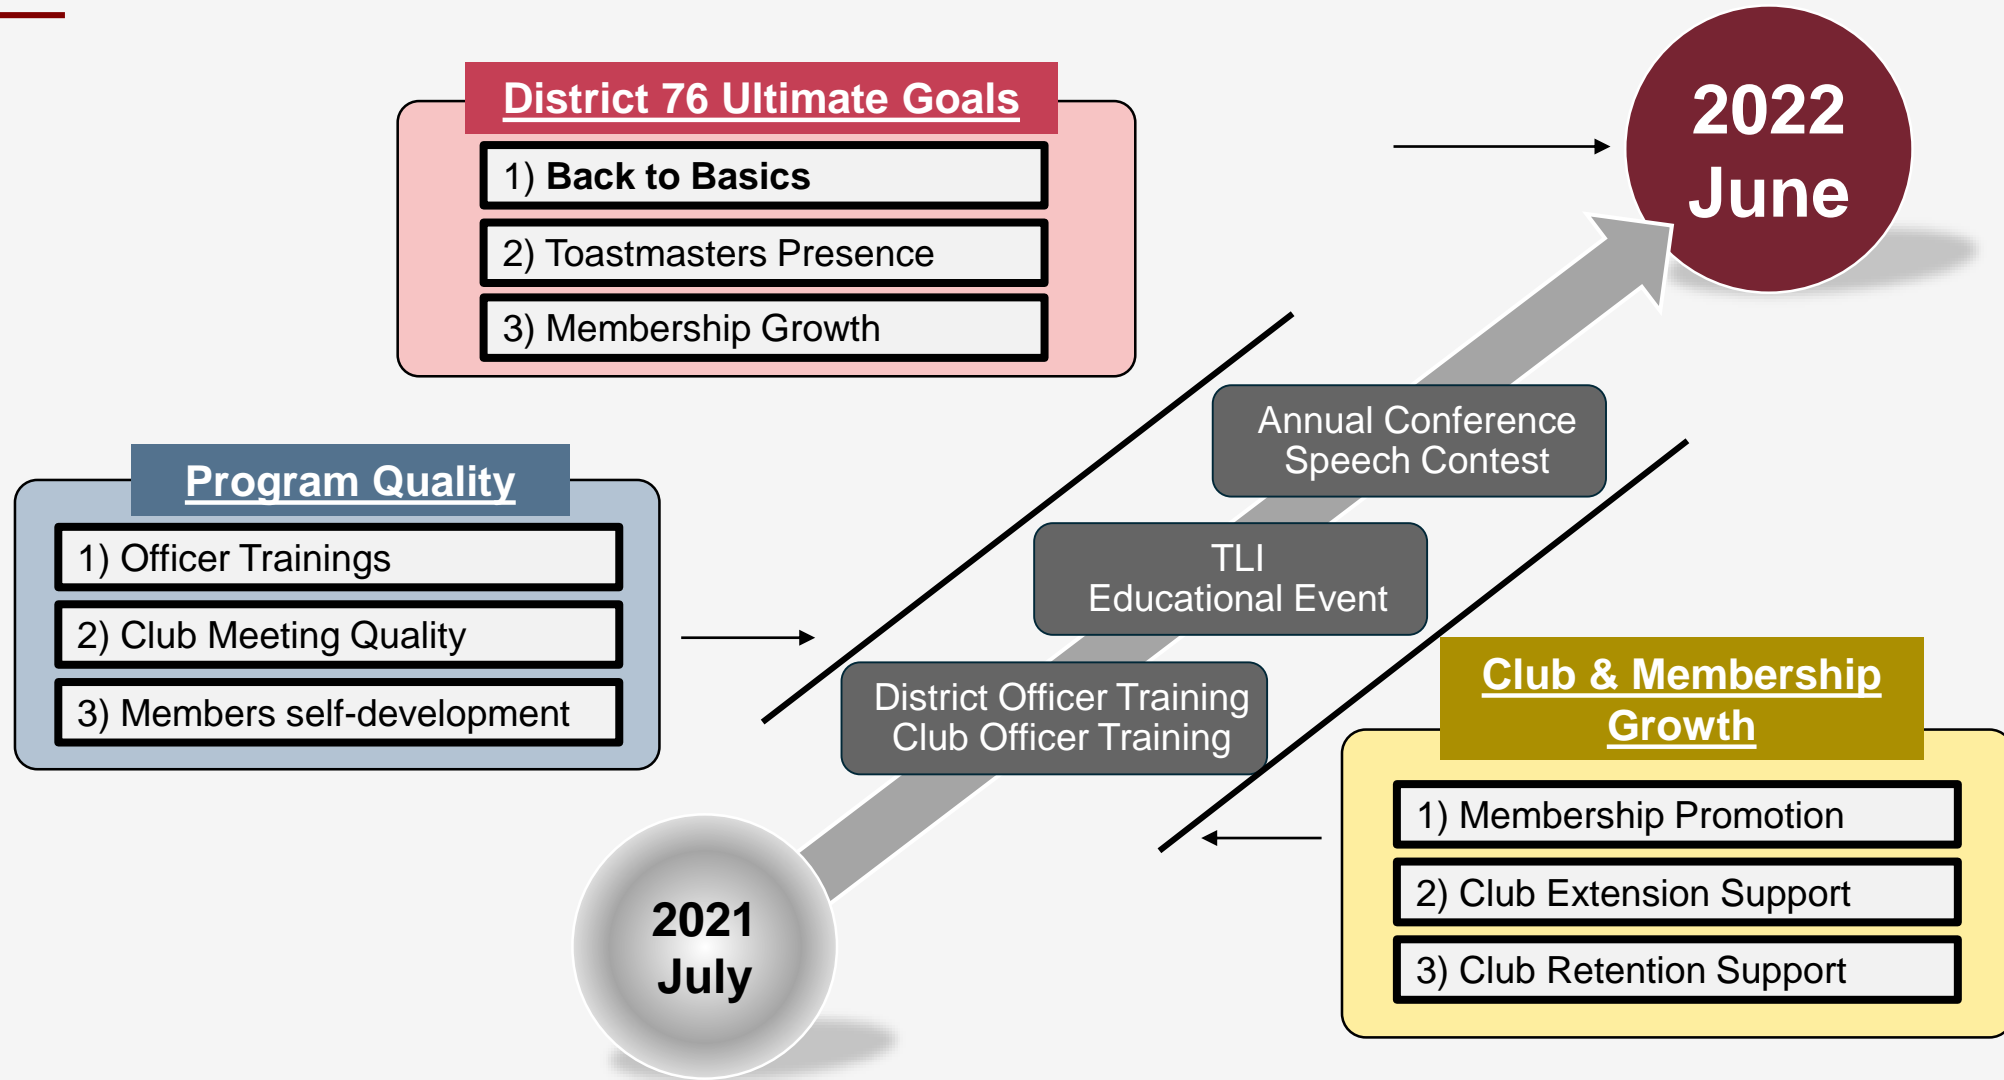 District 76 Ultimate Goals
1) Back to Basics
2) Toastmasters Presence
3) Membership Growth
2022
June
Annual Conference
Speech Contest
Program Quality
1) Officer Trainings
2) Club Meeting Quality
3) Members self-development
TLI
Educational Event
District Officer Training
Club Officer Training
Club & Membership
Growth
1) Membership Promotion
2) Club Extension Support
3) Club Retention Support
2021
July